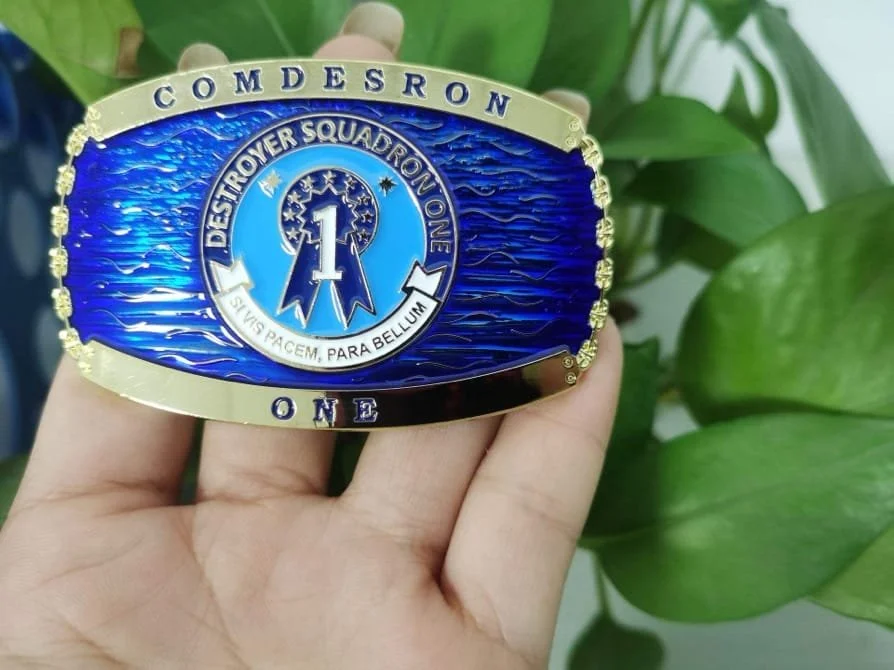 COMDESRON
DESTROYER SQUADRON ONE
1
SI VIS PACEM, PARA BELLUM
ONE